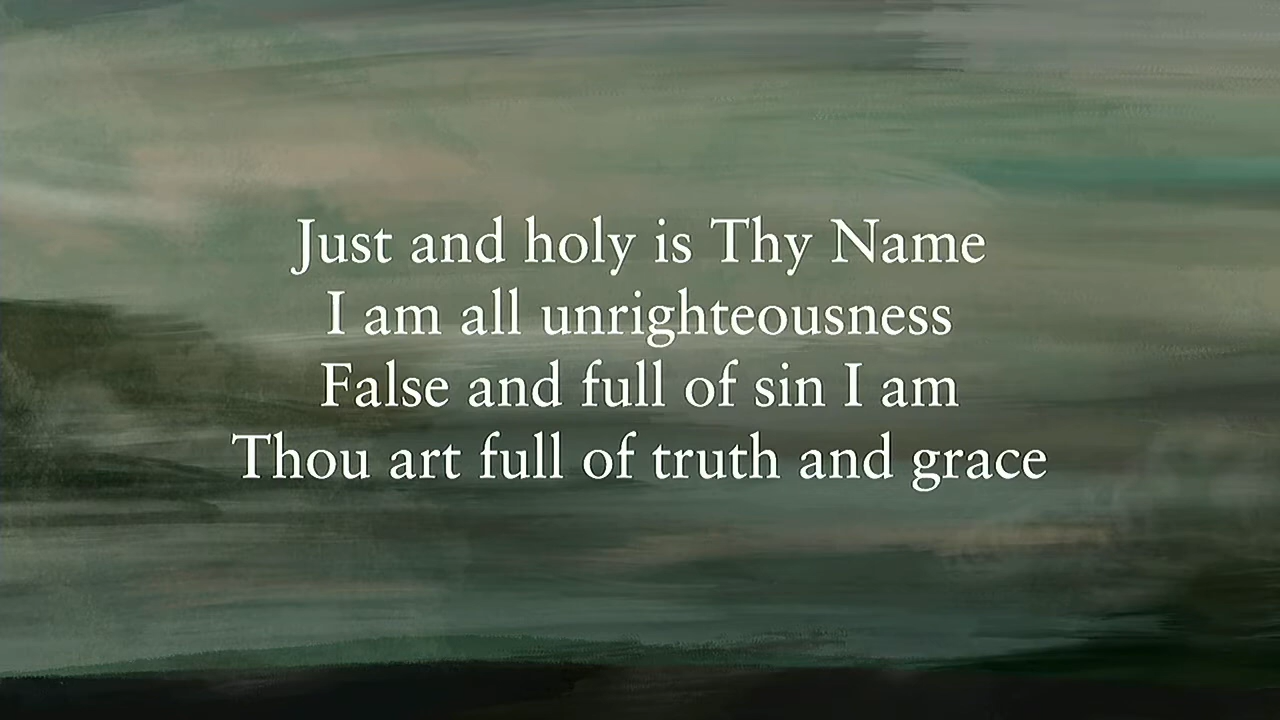 Just and holy is Thy Name
I am all unrighteousness
False and full of sin I am
Thou art full of truth and grace